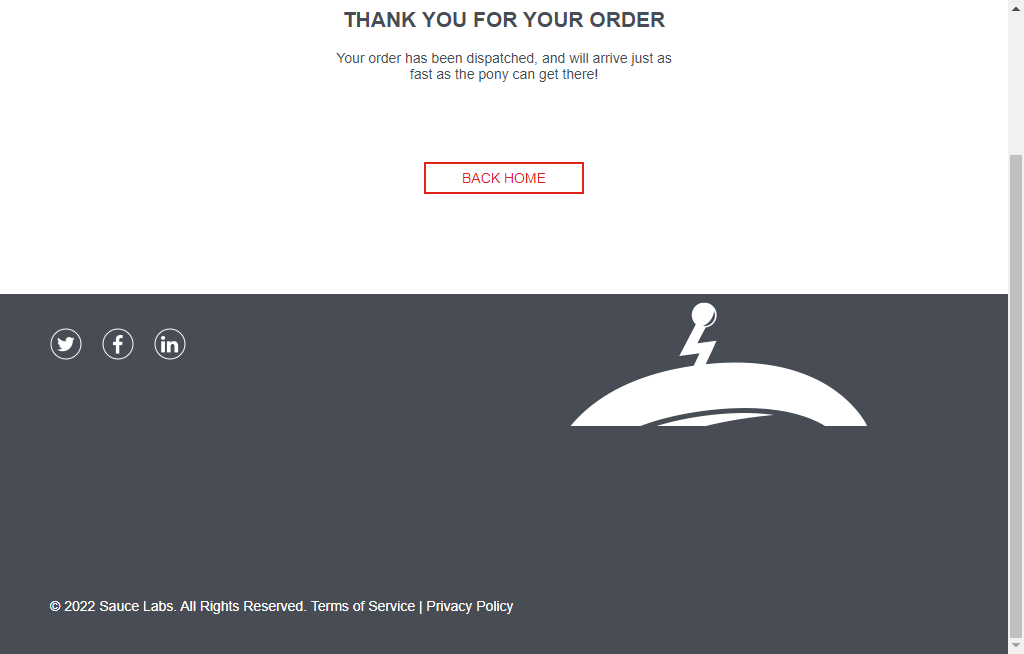 THANK YOU FOR YOUR ORDER
Your order has been dispatched, and will arrive just as
fast as the pony can get there!
BACK HOME
© 2022 Sauce Labs. All Rights Reserved. Terms of Service | Privacy Policy